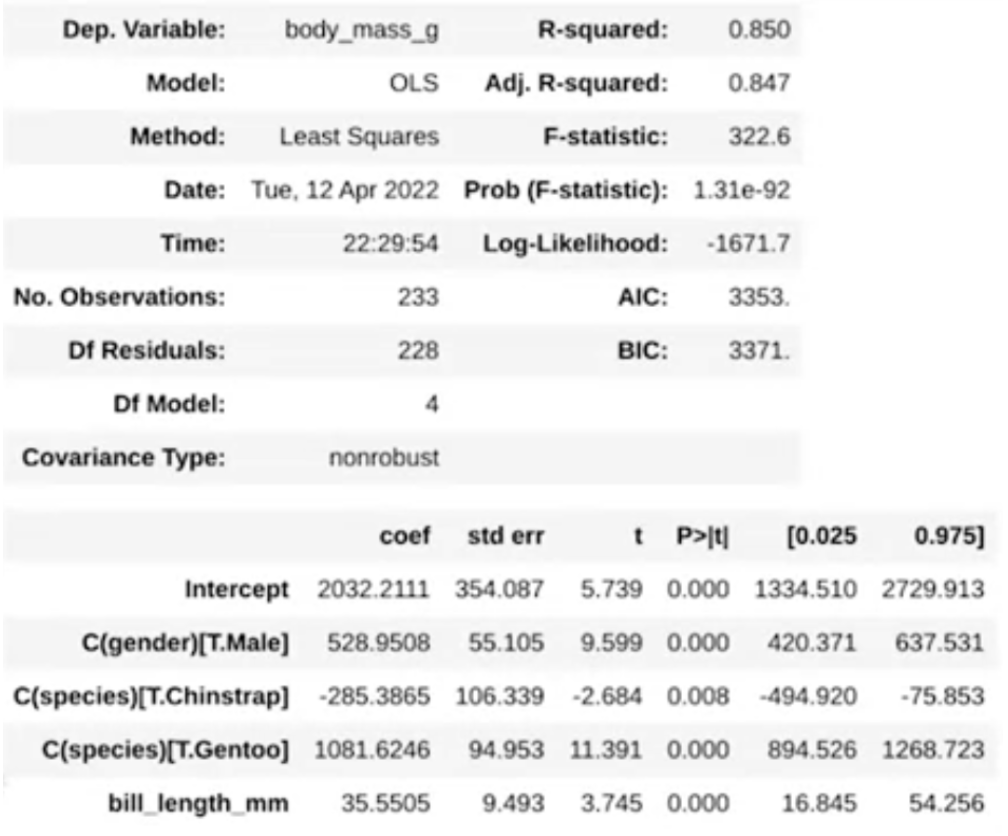 Dep. Variable: body_mass_g R-squared: 0.850
Model: OLS Adj. R-squared: 0.847
Method: Least Squares F-statistic: 322.6
Date: Tue, 12 Apr 2022 Prob (F-statistic): 1.31e-92
Time: 22:29:54 Log-Likelihood: -1671.7
No. Observations: 233 AIC: 3353.
Df Residuals: 228 BIC: 3371.
Df Model: 4
Covariance Type: nonrobust
coef std err t P>|t| [0.025 0.975]
Intercept 2032.2111 354.087 5.739 0.000 1334.510 2729.913
C(gender)[T.Male] 528.9508 55.105 9.599 0.000 420.371 637.531
C(species)[T.Chinstrap] -285.3865 106.339 -2.684 0.008 -494.920 -75.853
C(species)[T.Gentoo] 1081.6246 94.953 11.391 0.000 894.526 1268.723
bill_length_mm 35.5505 9.493 3.745 0.000 16.845 54.256